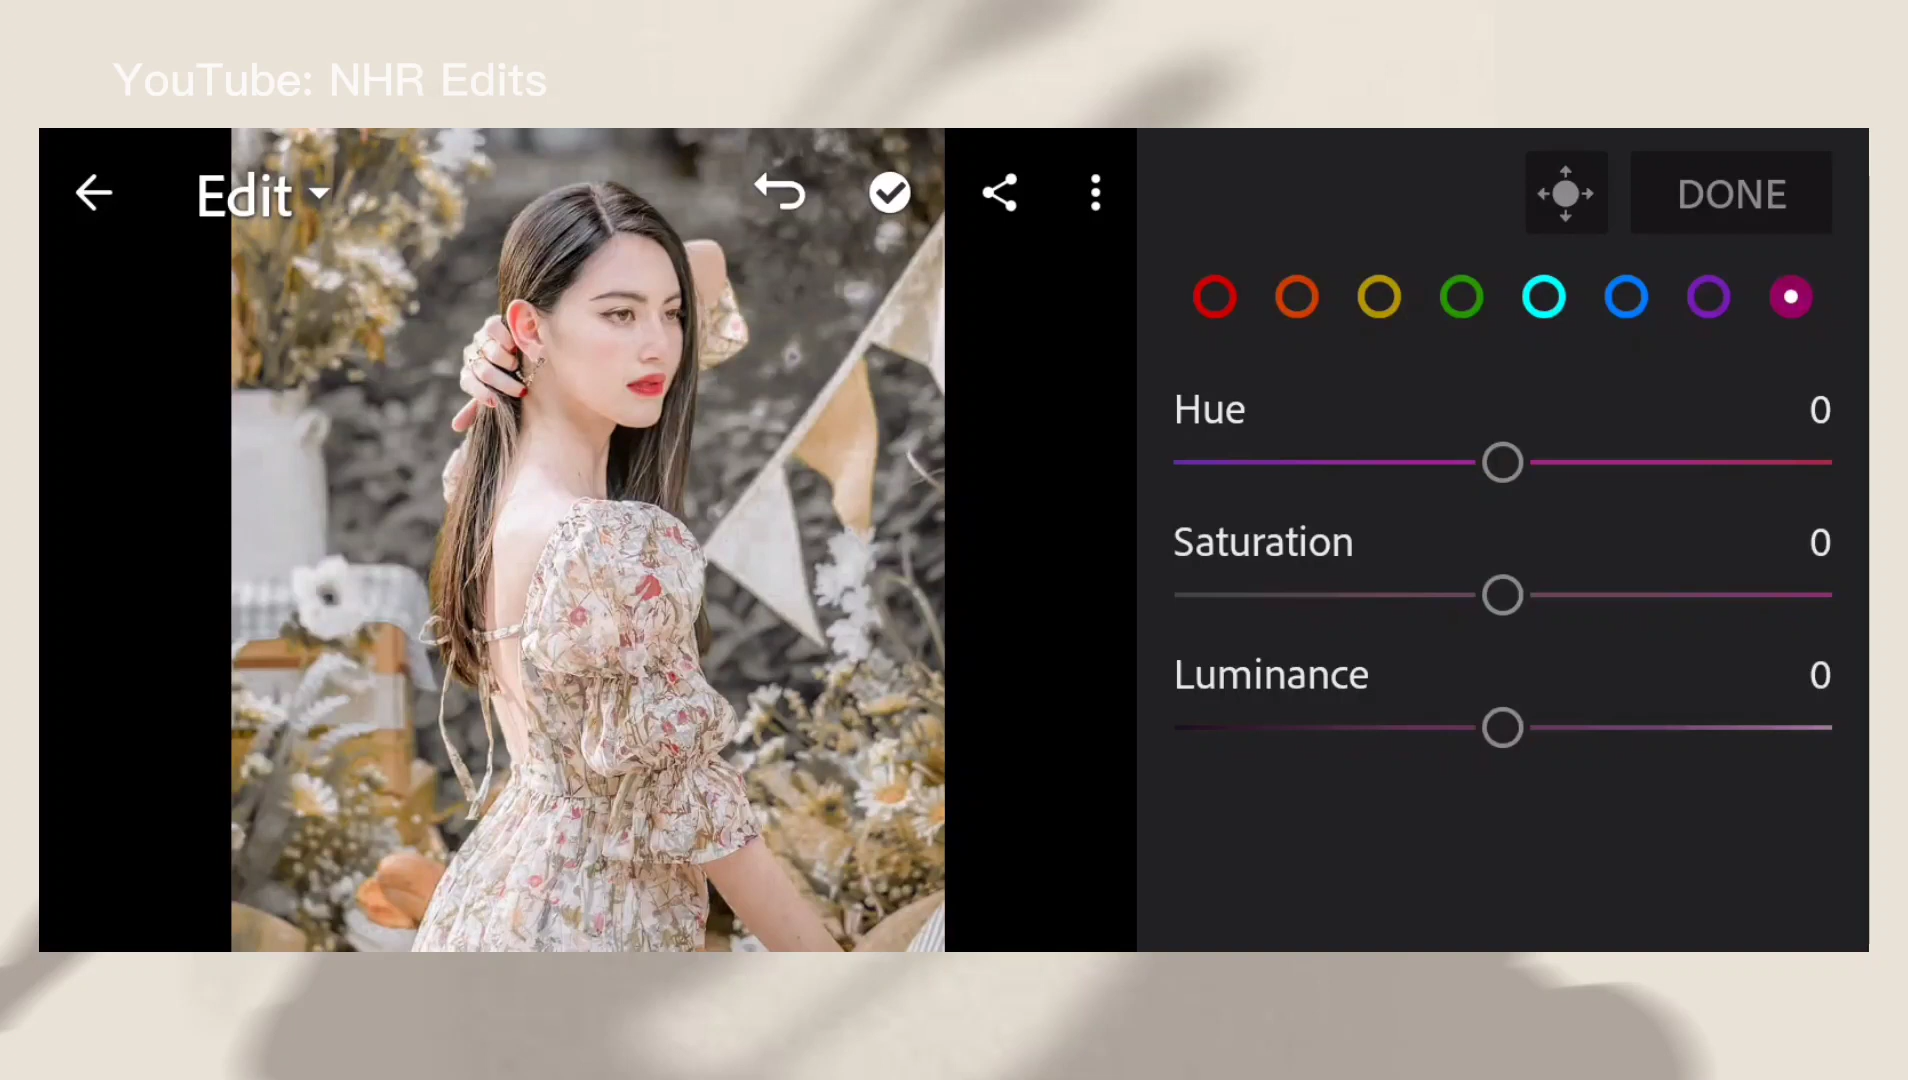 YouTube: NHR Edits
Edit
DONE
Hue 0
Saturation 0
Luminance 0